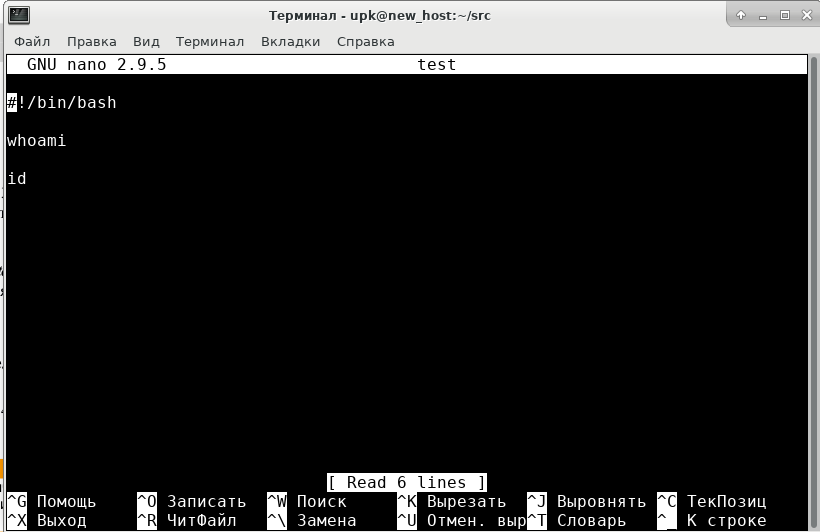 Терминал - upk@new_host:~/src
Файл Правка Вид Терминал Вкладки Справка
GNU nano 2.9.5 test
#!/bin/bash
whoami
id
[ Read 6 lines ]
^G Помощь ^O Записать ^W Поиск ^K Вырезать ^J Выровнять ^C ТекПозиц
^X Выход ^R ЧитФайл ^\ Замена ^U Отмен. выр^T Словарь ^_ К строке